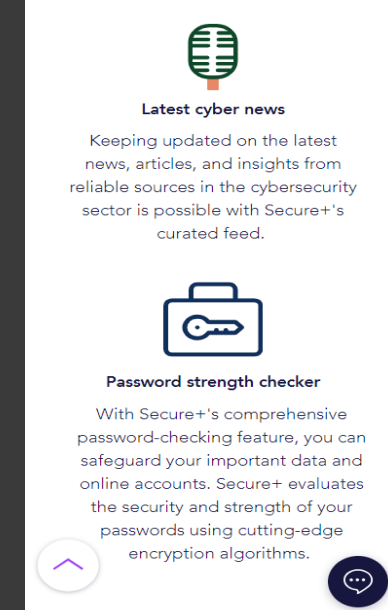 Latest cyber news
Keeping updated on the latest
news, articles, and insights from
reliable sources in the cybersecurity
sector is possible with Secure+'s
curated feed.
Password strength checker
With Secure+'s comprehensive
password-checking feature, you can
safeguard your important data and
online accounts. Secure+ evaluates
the security and strength of your
passwords using cutting-edge
encryption algorithms.